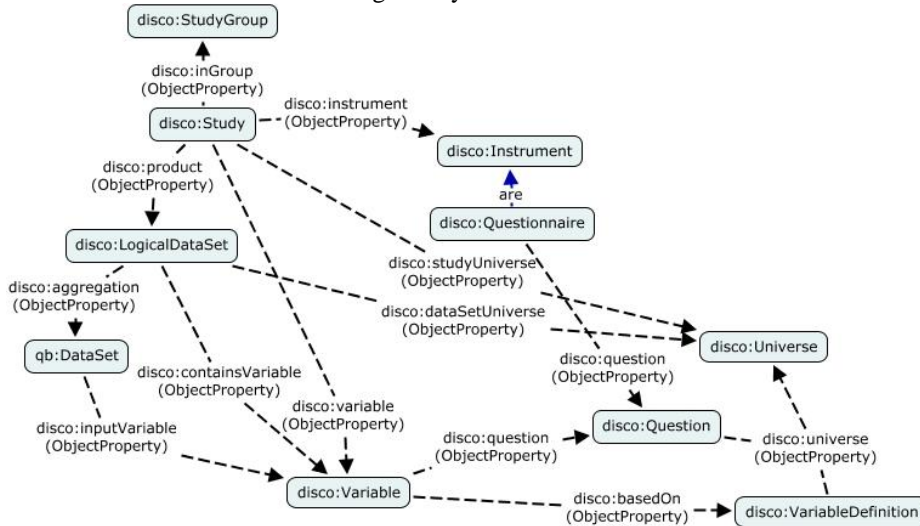 disco:StudyGroup
disco:inGroup
(ObjectProperty)
disco:instrument
(ObjectProperty)
disco:Study
disco:Instrument
disco:product
(ObjectProperty)
are
disco:Questionnaire
disco:LogicalDataSet
disco:studyUniverse
(ObjectProperty)
disco:aggregation
(ObjectProperty)
disco:dataSetUniverse
(ObjectProperty)
qb:DataSet
disco:Universe
disco:containsVariable
(ObjectProperty)
disco:question
(ObjectProperty)
disco:inputVariable
(ObjectProperty)
disco:variable
(ObjectProperty)
disco:question
(ObjectProperty)
disco:Question
disco:universe
(ObjectProperty)
disco:Variable
disco:basedOn
(ObjectProperty)
disco:VariableDefinition